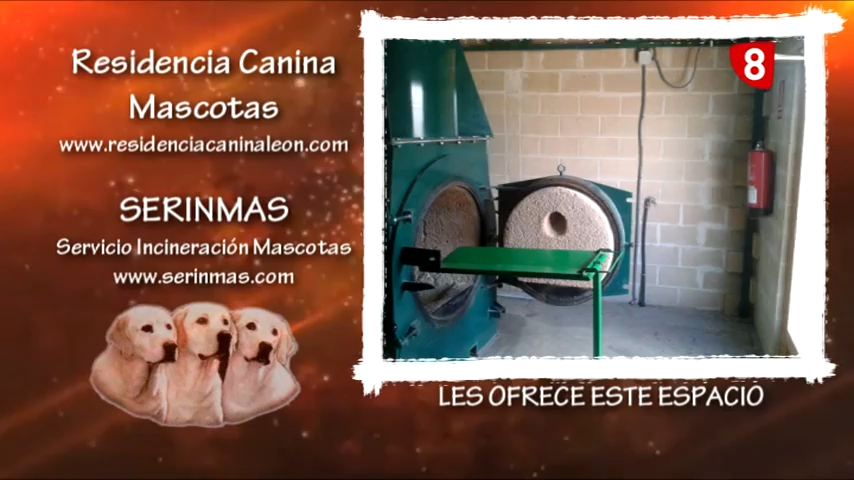 Residencia Canina
Mascotas
www.residenciacaninaleon.com
SERINMAS
Servicio Incineración Mascotas
www.serinmas.com
8
LES OFRECE ESTE ESPACIO